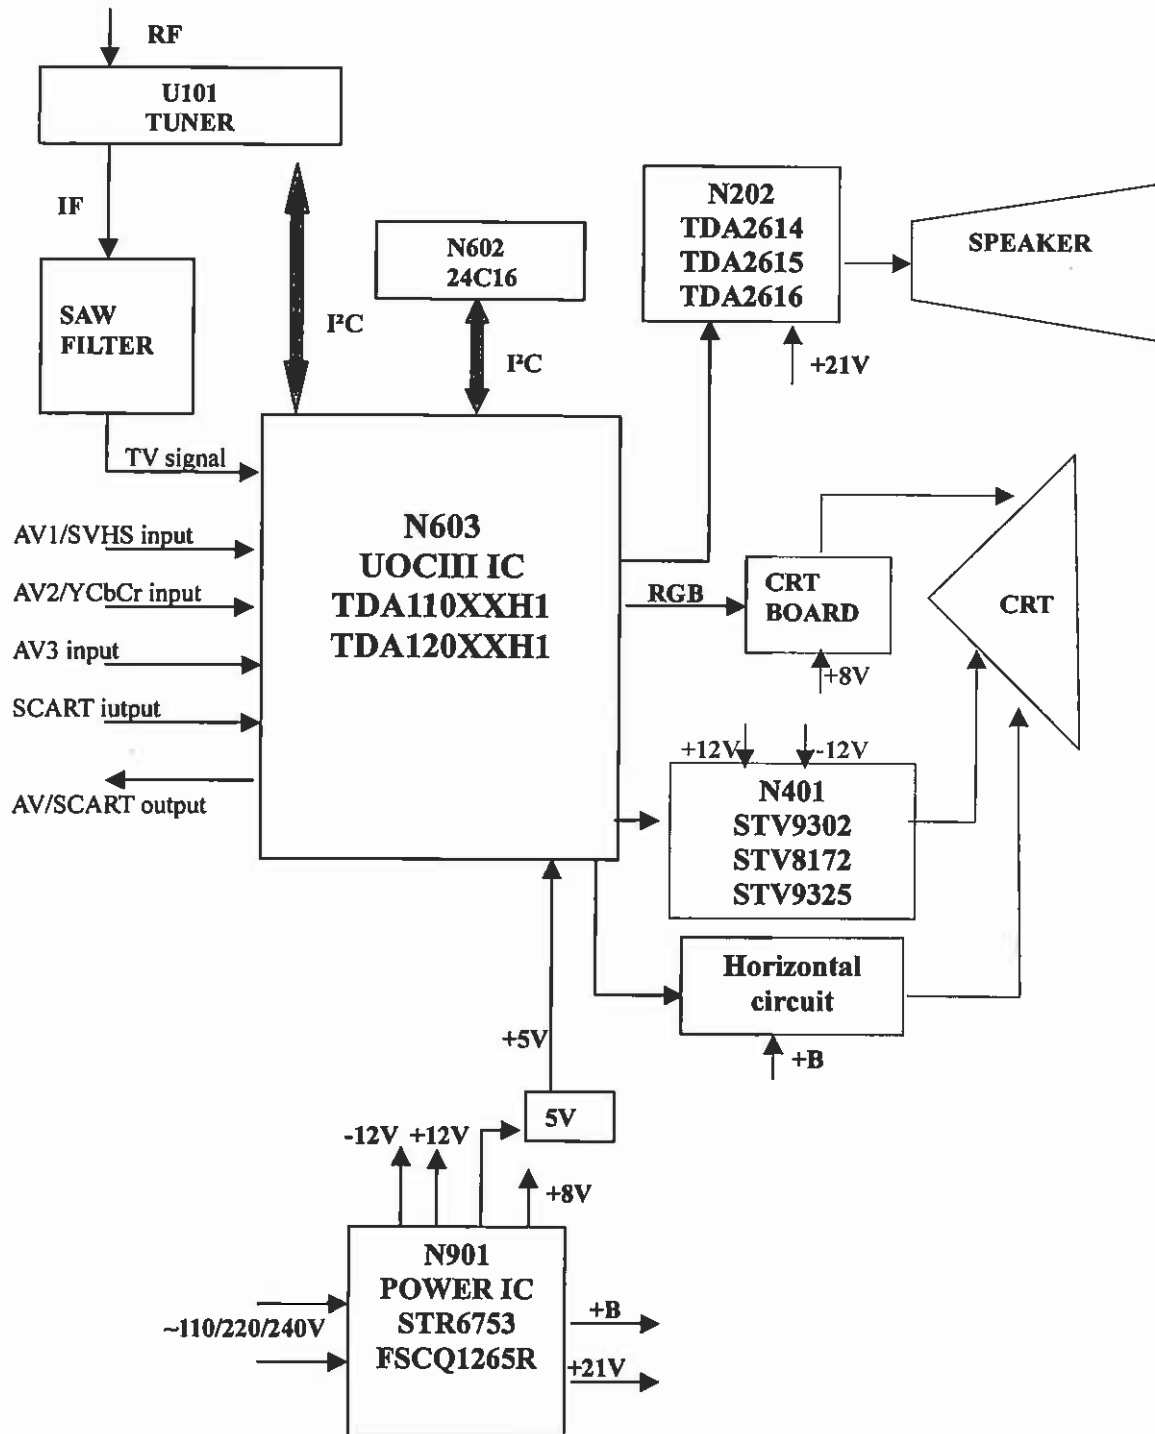 RF
U101
TUNER
IF
SAW
FILTER
I²C
N602
24C16
I²C
N202
TDA2614
TDA2615
TDA2616
SPEAKER
+21V
TV signal
AV1/SVHS input
AV2/YCbCr input
AV3 input
SCART iutput
AV/SCART output
N603
UOCIII IC
TDA110XXH1
TDA120XXH1
RGB
CRT
BOARD
+8V
CRT
+12V
-12V
N401
STV9302
STV8172
STV9325
Horizontal
circuit
+B
+5V
5V
-12V
+12V
+8V
N901
POWER IC
STR6753
FSCQ1265R
~110/220/240V
+B
+21V